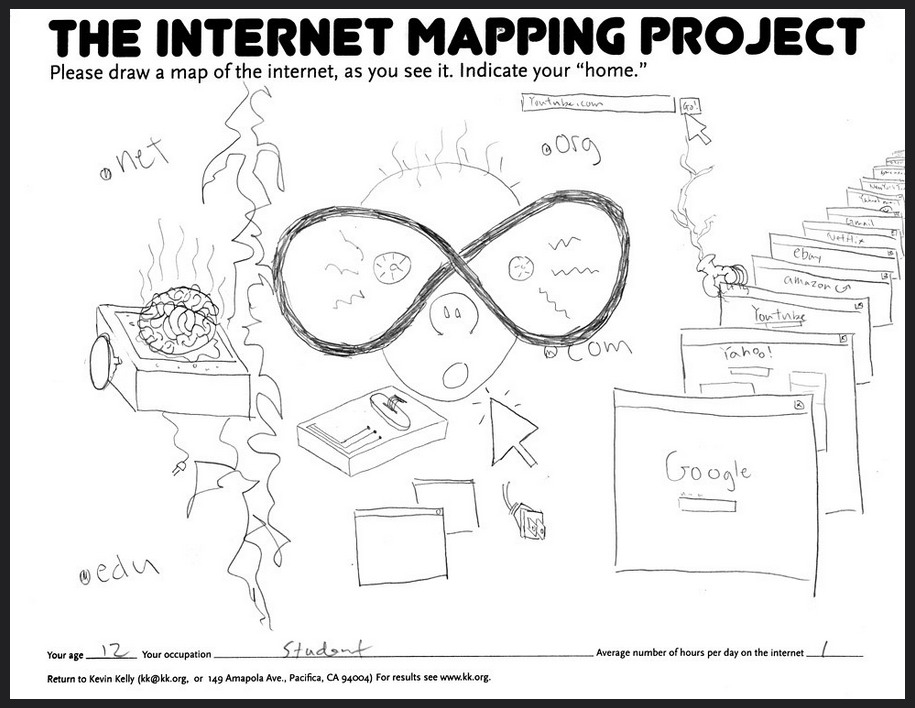 THE INTERNET MAPPING PROJECT
Please draw a map of the internet, as you see it. Indicate your “home.”
Youtube.com Go!
.net
.org
Yahoo!mail
Gmail
Netflix
ebay
amazon
Youtube
.com
Yahoo!
Google
.edu
Your age 12 Your occupation Student Average number of hours per day on the internet 1
Return to Kevin Kelly (kk@kk.org, or 149 Amapola Ave., Pacifica, CA 94004) For results see www.kk.org.